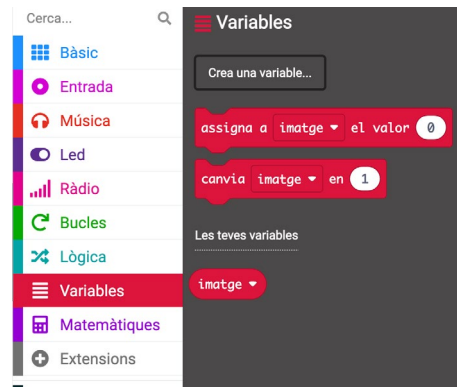 Cerca...
Bàsic
Entrada
Música
Led
Ràdio
Bucles
Lògica
Variables
Matemàtiques
Extensions
Variables
Crea una variable...
assigna a imatge el valor 0
canvia imatge en 1
Les teves variables
imatge